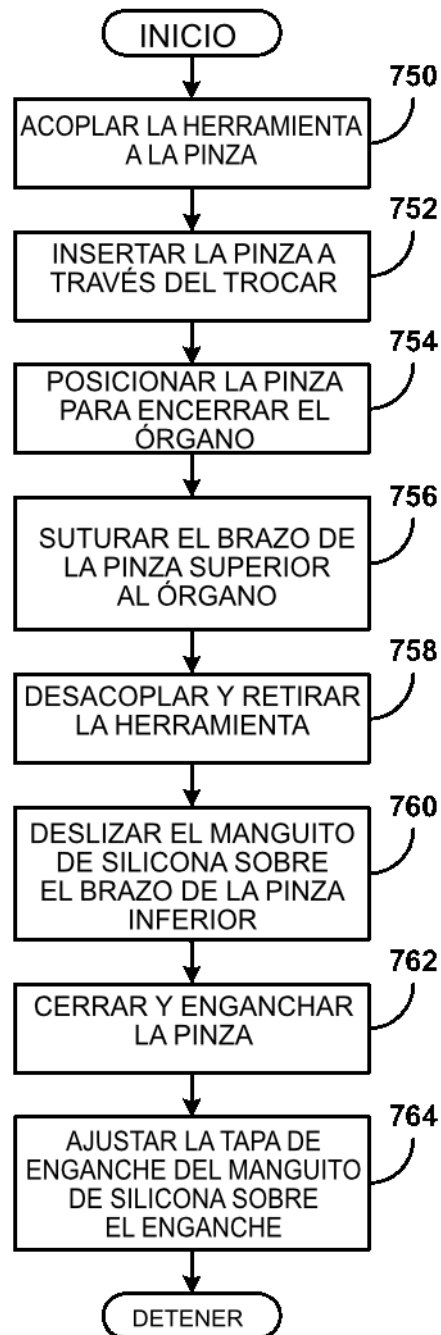 INICIO
750
ACOPLAR LA HERRAMIENTA
A LA PINZA
752
INSERTAR LA PINZA A
TRAVÉS DEL TROCAR
754
POSICIONAR LA PINZA
PARA ENCERRAR EL
ÓRGANO
756
SUTURAR EL BRAZO DE
LA PINZA SUPERIOR
AL ÓRGANO
758
DESACOPLAR Y RETIRAR
LA HERRAMIENTA
760
DESLIZAR EL MANGUITO
DE SILICONA SOBRE
EL BRAZO DE LA PINZA
INFERIOR
762
CERRAR Y ENGANCHAR
LA PINZA
764
AJUSTAR LA TAPA DE
ENGANCHE DEL MANGUITO
DE SILICONA SOBRE
EL ENGANCHE
DETENER